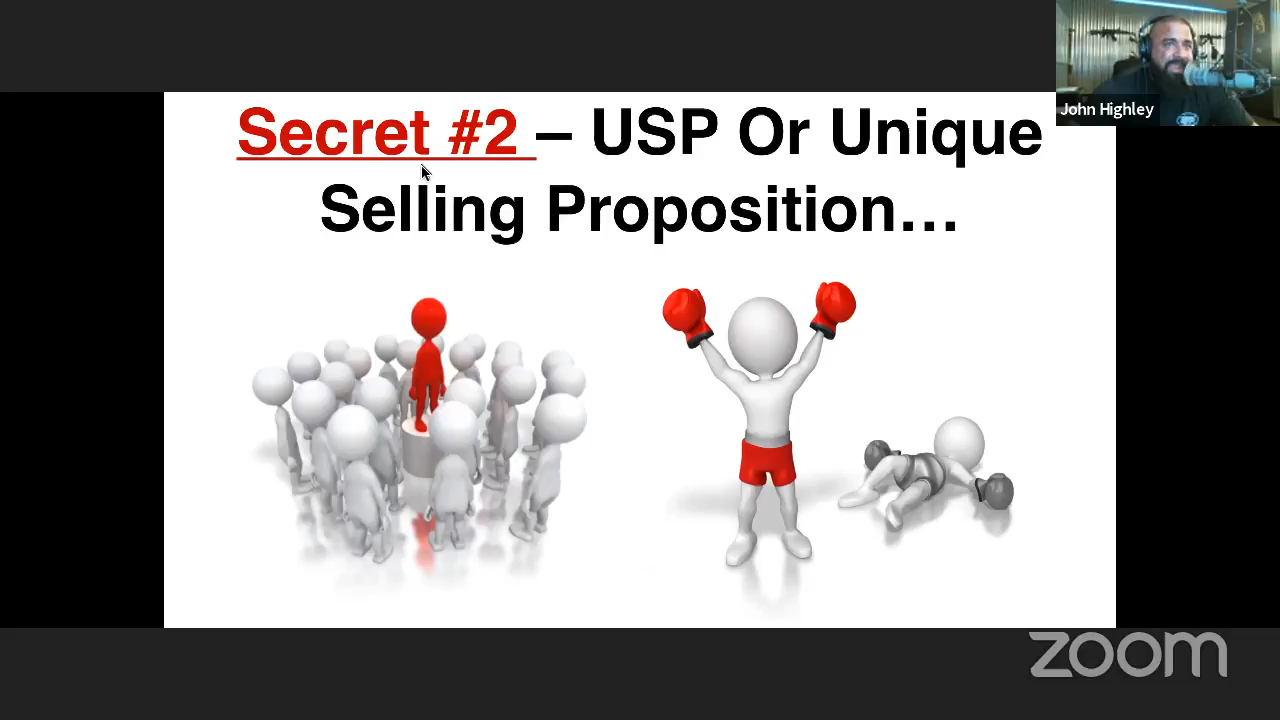 John Highley
Secret #2 – USP Or Unique
Selling Proposition…
zoom